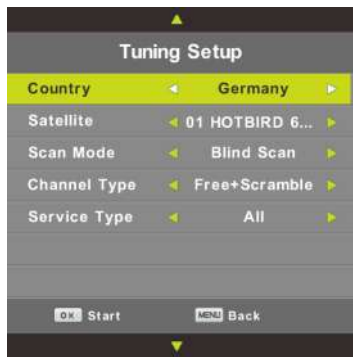 Tuning Setup
Country Germany
Satellite 01 HOTBIRD 6...
Scan Mode Blind Scan
Channel Type Free+Scramble
Service Type All
OK Start MENU Back